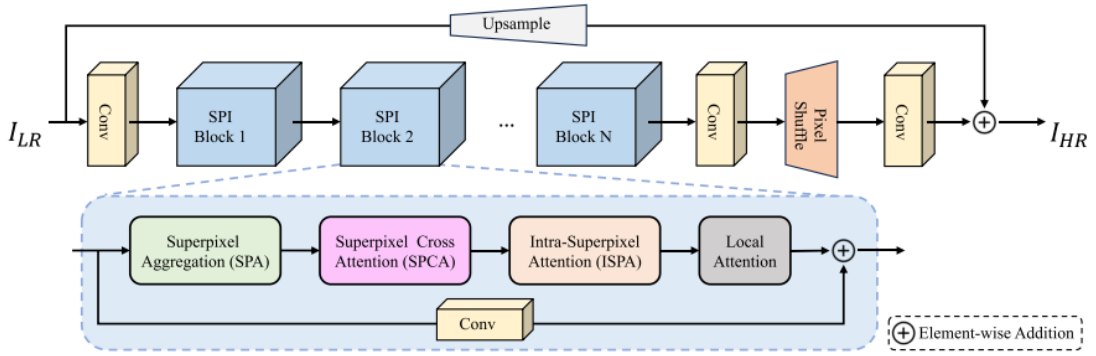 Upsample
I_LR
Conv
SPI
Block 1
SPI
Block 2
...
SPI
Block N
Conv
Pixel
Shuffle
Conv
I_HR
Superpixel
Aggregation (SPA)
Superpixel Cross
Attention (SPCA)
Intra-Superpixel
Attention (ISPA)
Local
Attention
Conv
Element-wise Addition